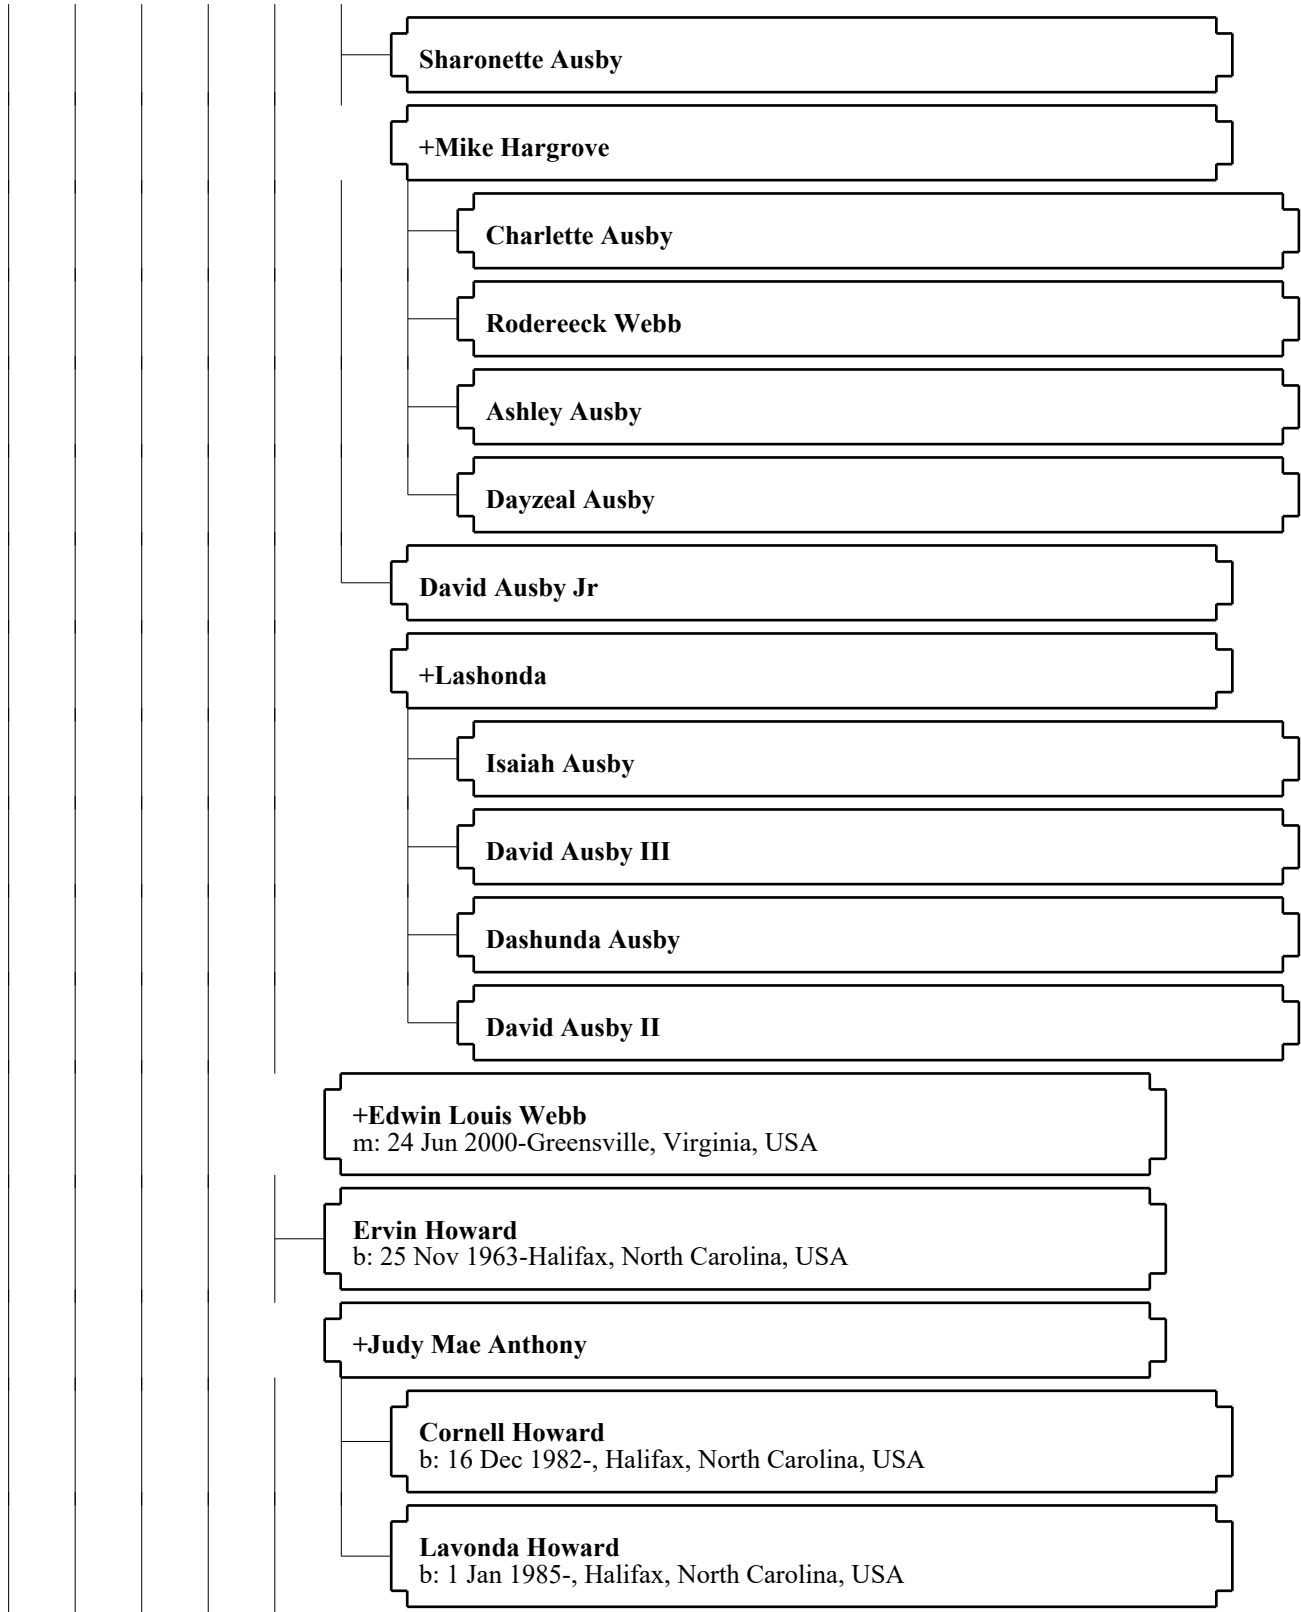 Sharonette Ausby
+Mike Hargrove
Charlette Ausby
Rodereeck Webb
Ashley Ausby
Dayzeal Ausby
David Ausby Jr
+Lashonda
Isaiah Ausby
David Ausby III
Dashunda Ausby
David Ausby II
+Edwin Louis Webb
m: 24 Jun 2000-Greensville, Virginia, USA
Ervin Howard
b: 25 Nov 1963-Halifax, North Carolina, USA
+Judy Mae Anthony
Cornell Howard
b: 16 Dec 1982-, Halifax, North Carolina, USA
Lavonda Howard
b: 1 Jan 1985-, Halifax, North Carolina, USA